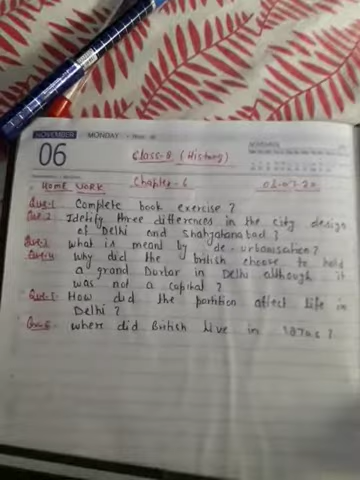 NOVEMBER MONDAY
06
Class-8 (History)
NOVEMBER
HOME WORK Chapter-6
Que-1 Complete book exercise?
Que-2 Idetify three differences in the city design
of Delhi and Shahjahanabad?
Que-3 what is meant by de-urbanisation?
Que-4 Why did the british choose to hold
a grand Durbar in Delhi although it
was not a capital?
Que-5 How did the partition affect life in
Delhi?
Que-6 where did British live in 1870s?